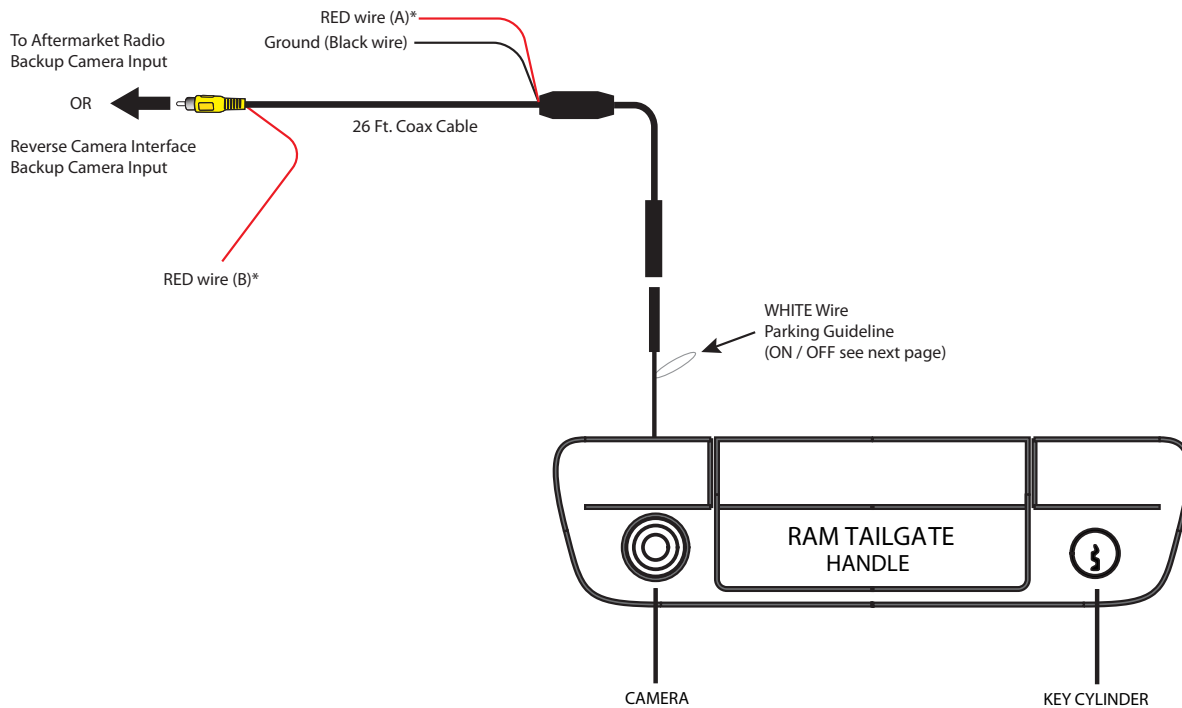 RED wire (A)*
Ground (Black wire)
To Aftermarket Radio
Backup Camera Input
OR
Reverse Camera Interface
Backup Camera Input
26 Ft. Coax Cable
RED wire (B)*
WHITE Wire
Parking Guideline
(ON / OFF see next page)
RAM TAILGATE
HANDLE
CAMERA
KEY CYLINDER